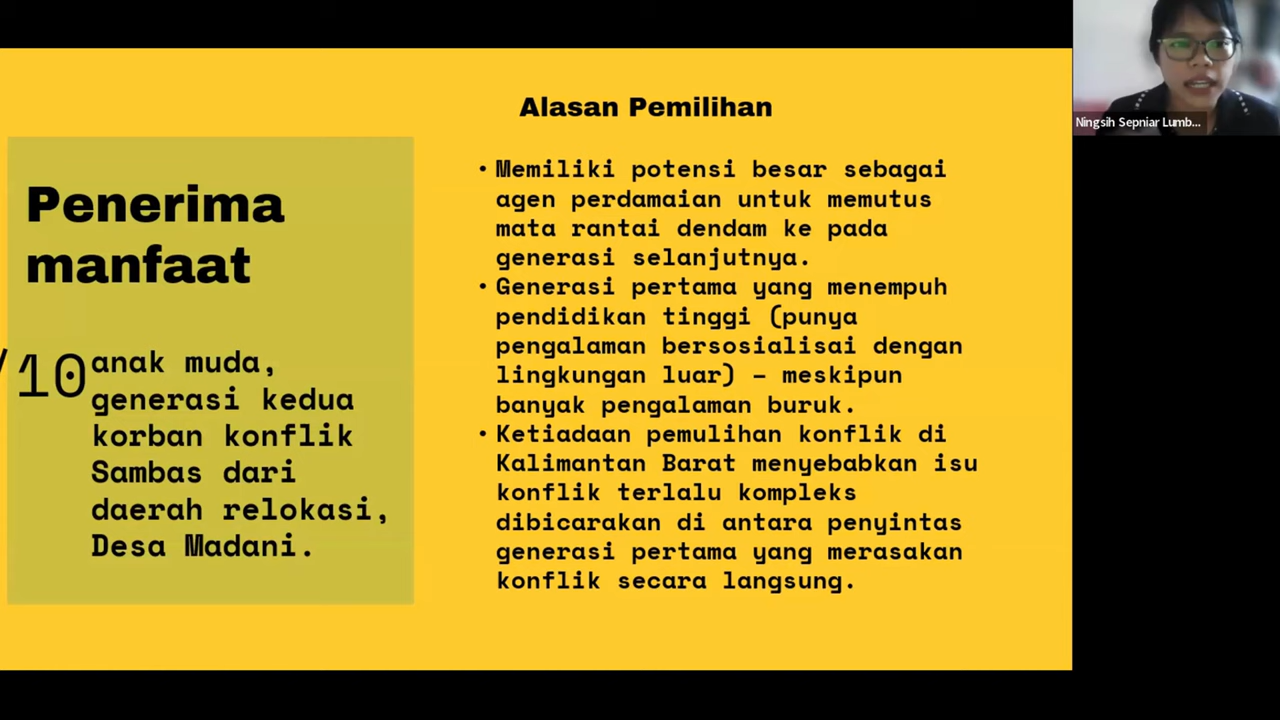 Penerima
manfaat
10
anak muda,
generasi kedua
korban konflik
Sambas dari
daerah relokasi,
Desa Madani.
Alasan Pemilihan
• Memiliki potensi besar sebagai
agen perdamaian untuk memutus
mata rantai dendam ke pada
generasi selanjutnya.
• Generasi pertama yang menempuh
pendidikan tinggi (punya
pengalaman bersosialisai dengan
lingkungan luar) – meskipun
banyak pengalaman buruk.
• Ketiadaan pemulihan konflik di
Kalimantan Barat menyebabkan isu
konflik terlalu kompleks
dibicarakan di antara penyintas
generasi pertama yang merasakan
konflik secara langsung.
Ningsih Sepniar Lumb...